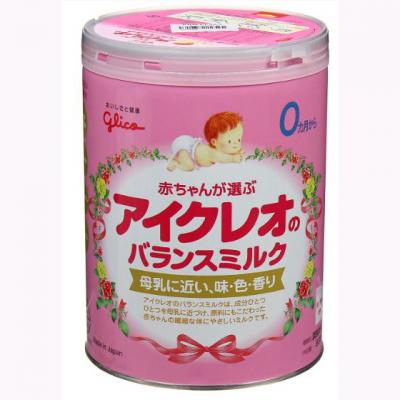 おいしさと健康
glico
0ヵ月から
赤ちゃんが選ぶ
アイクレオの
バランスミルク
母乳に近い、味・色・香り
アイクレオのバランスミルクは、成分ひとつ
ひとつを母乳に近づけ、原料にもこだわった
赤ちゃんの繊細な体にやさしいミルクです。
Made in Japan